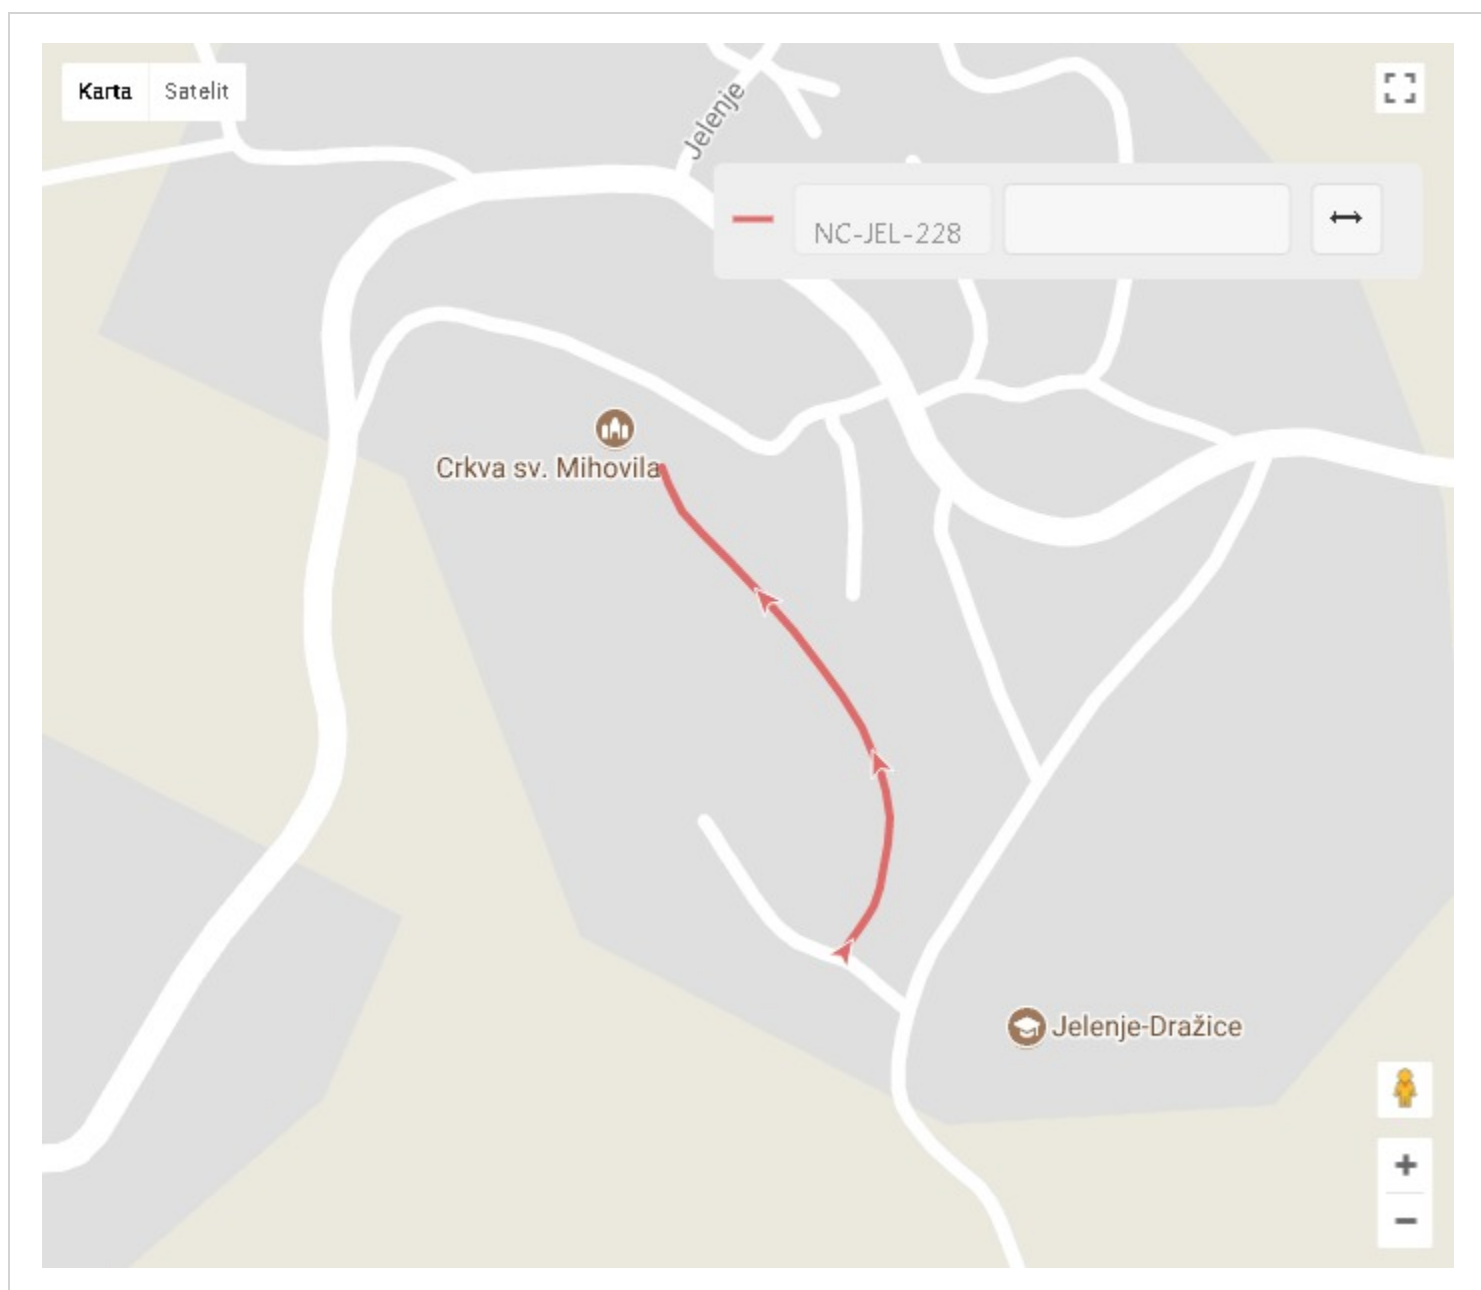 Karta
Satelit
Jelenje
NC-JEL-228
Crkva sv. Mihovila
Jelenje-Dražice